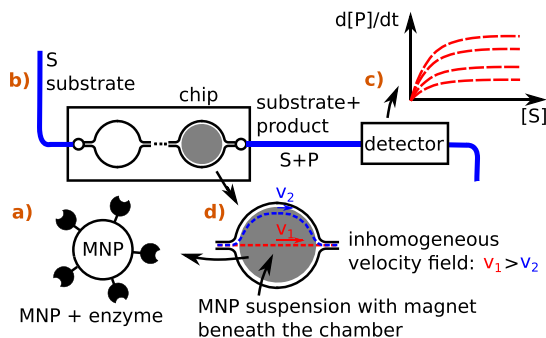 d[P]/dt
b)
S
substrate
chip
substrate+
product
c)
[S]
detector
S+P
a)
d)
v₂
v₁
MNP
inhomogeneous
velocity field: v₁>v₂
MNP + enzyme
MNP suspension with magnet
beneath the chamber